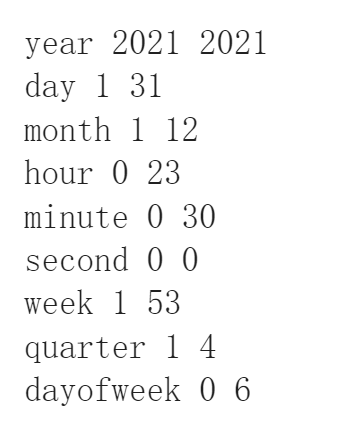 year 2021 2021
day 1 31
month 1 12
hour 0 23
minute 0 30
second 0 0
week 1 53
quarter 1 4
dayofweek 0 6